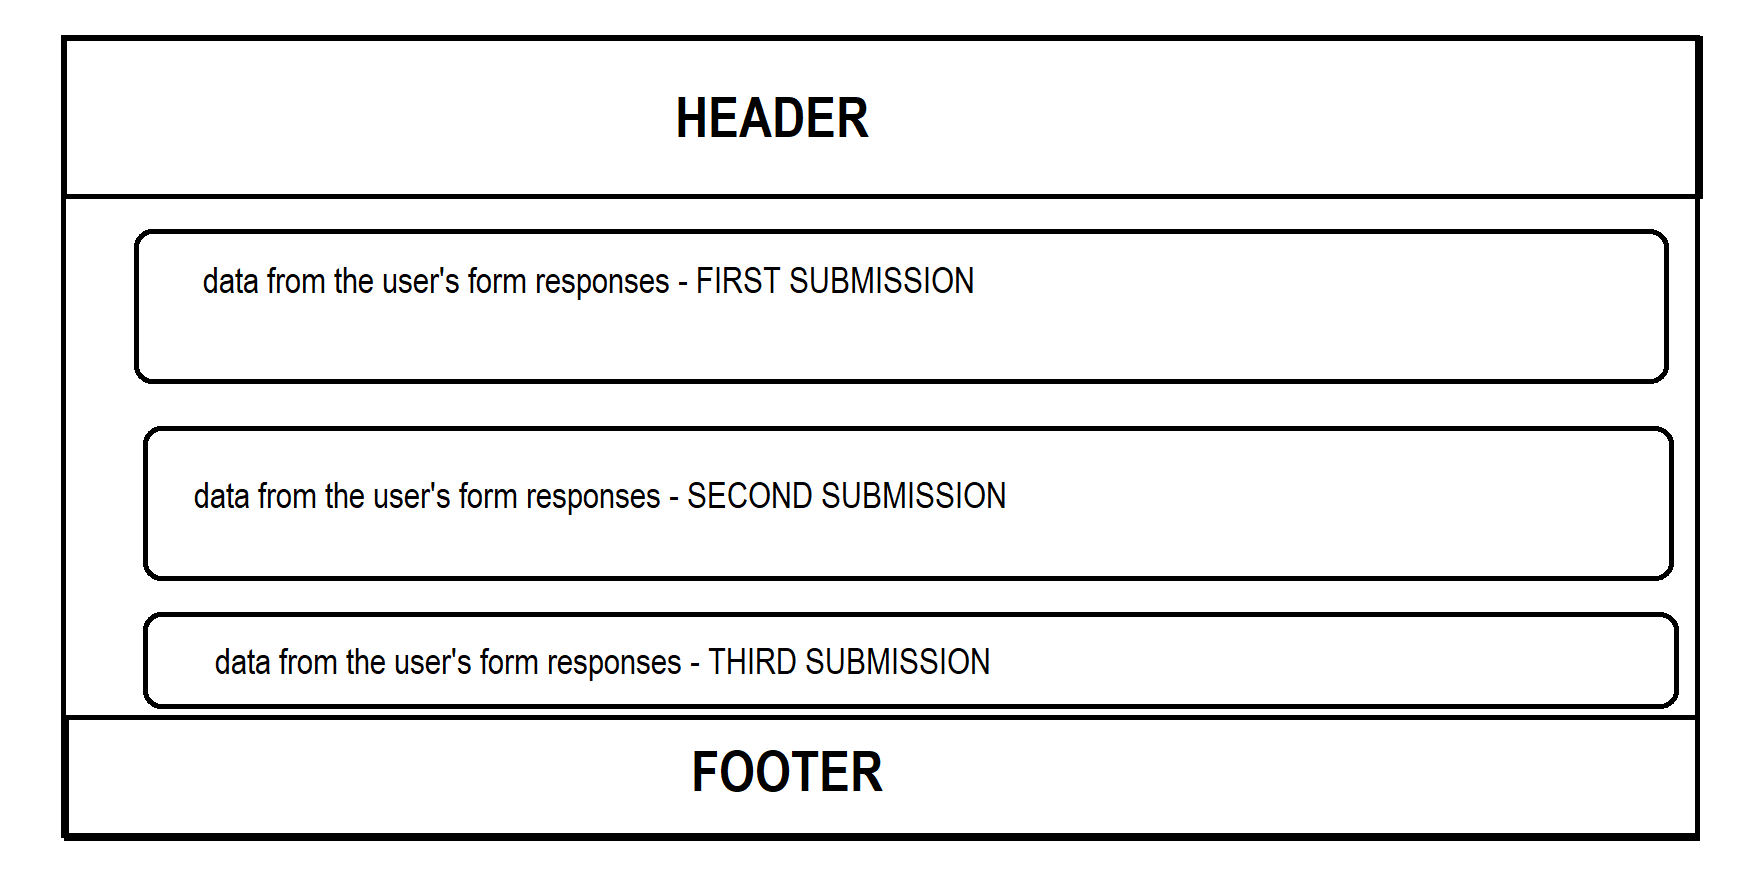 HEADER
data from the user's form responses - FIRST SUBMISSION
data from the user's form responses - SECOND SUBMISSION
data from the user's form responses - THIRD SUBMISSION
FOOTER